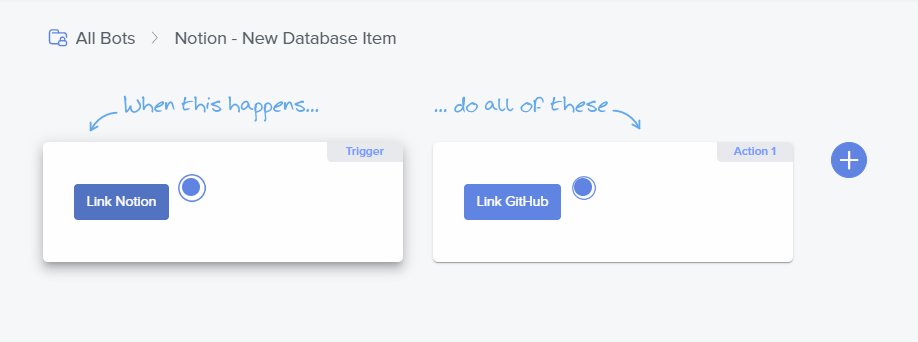 All Bots > Notion - New Database Item
When this happens...
... do all of these
Trigger
Link Notion
Action 1
Link GitHub